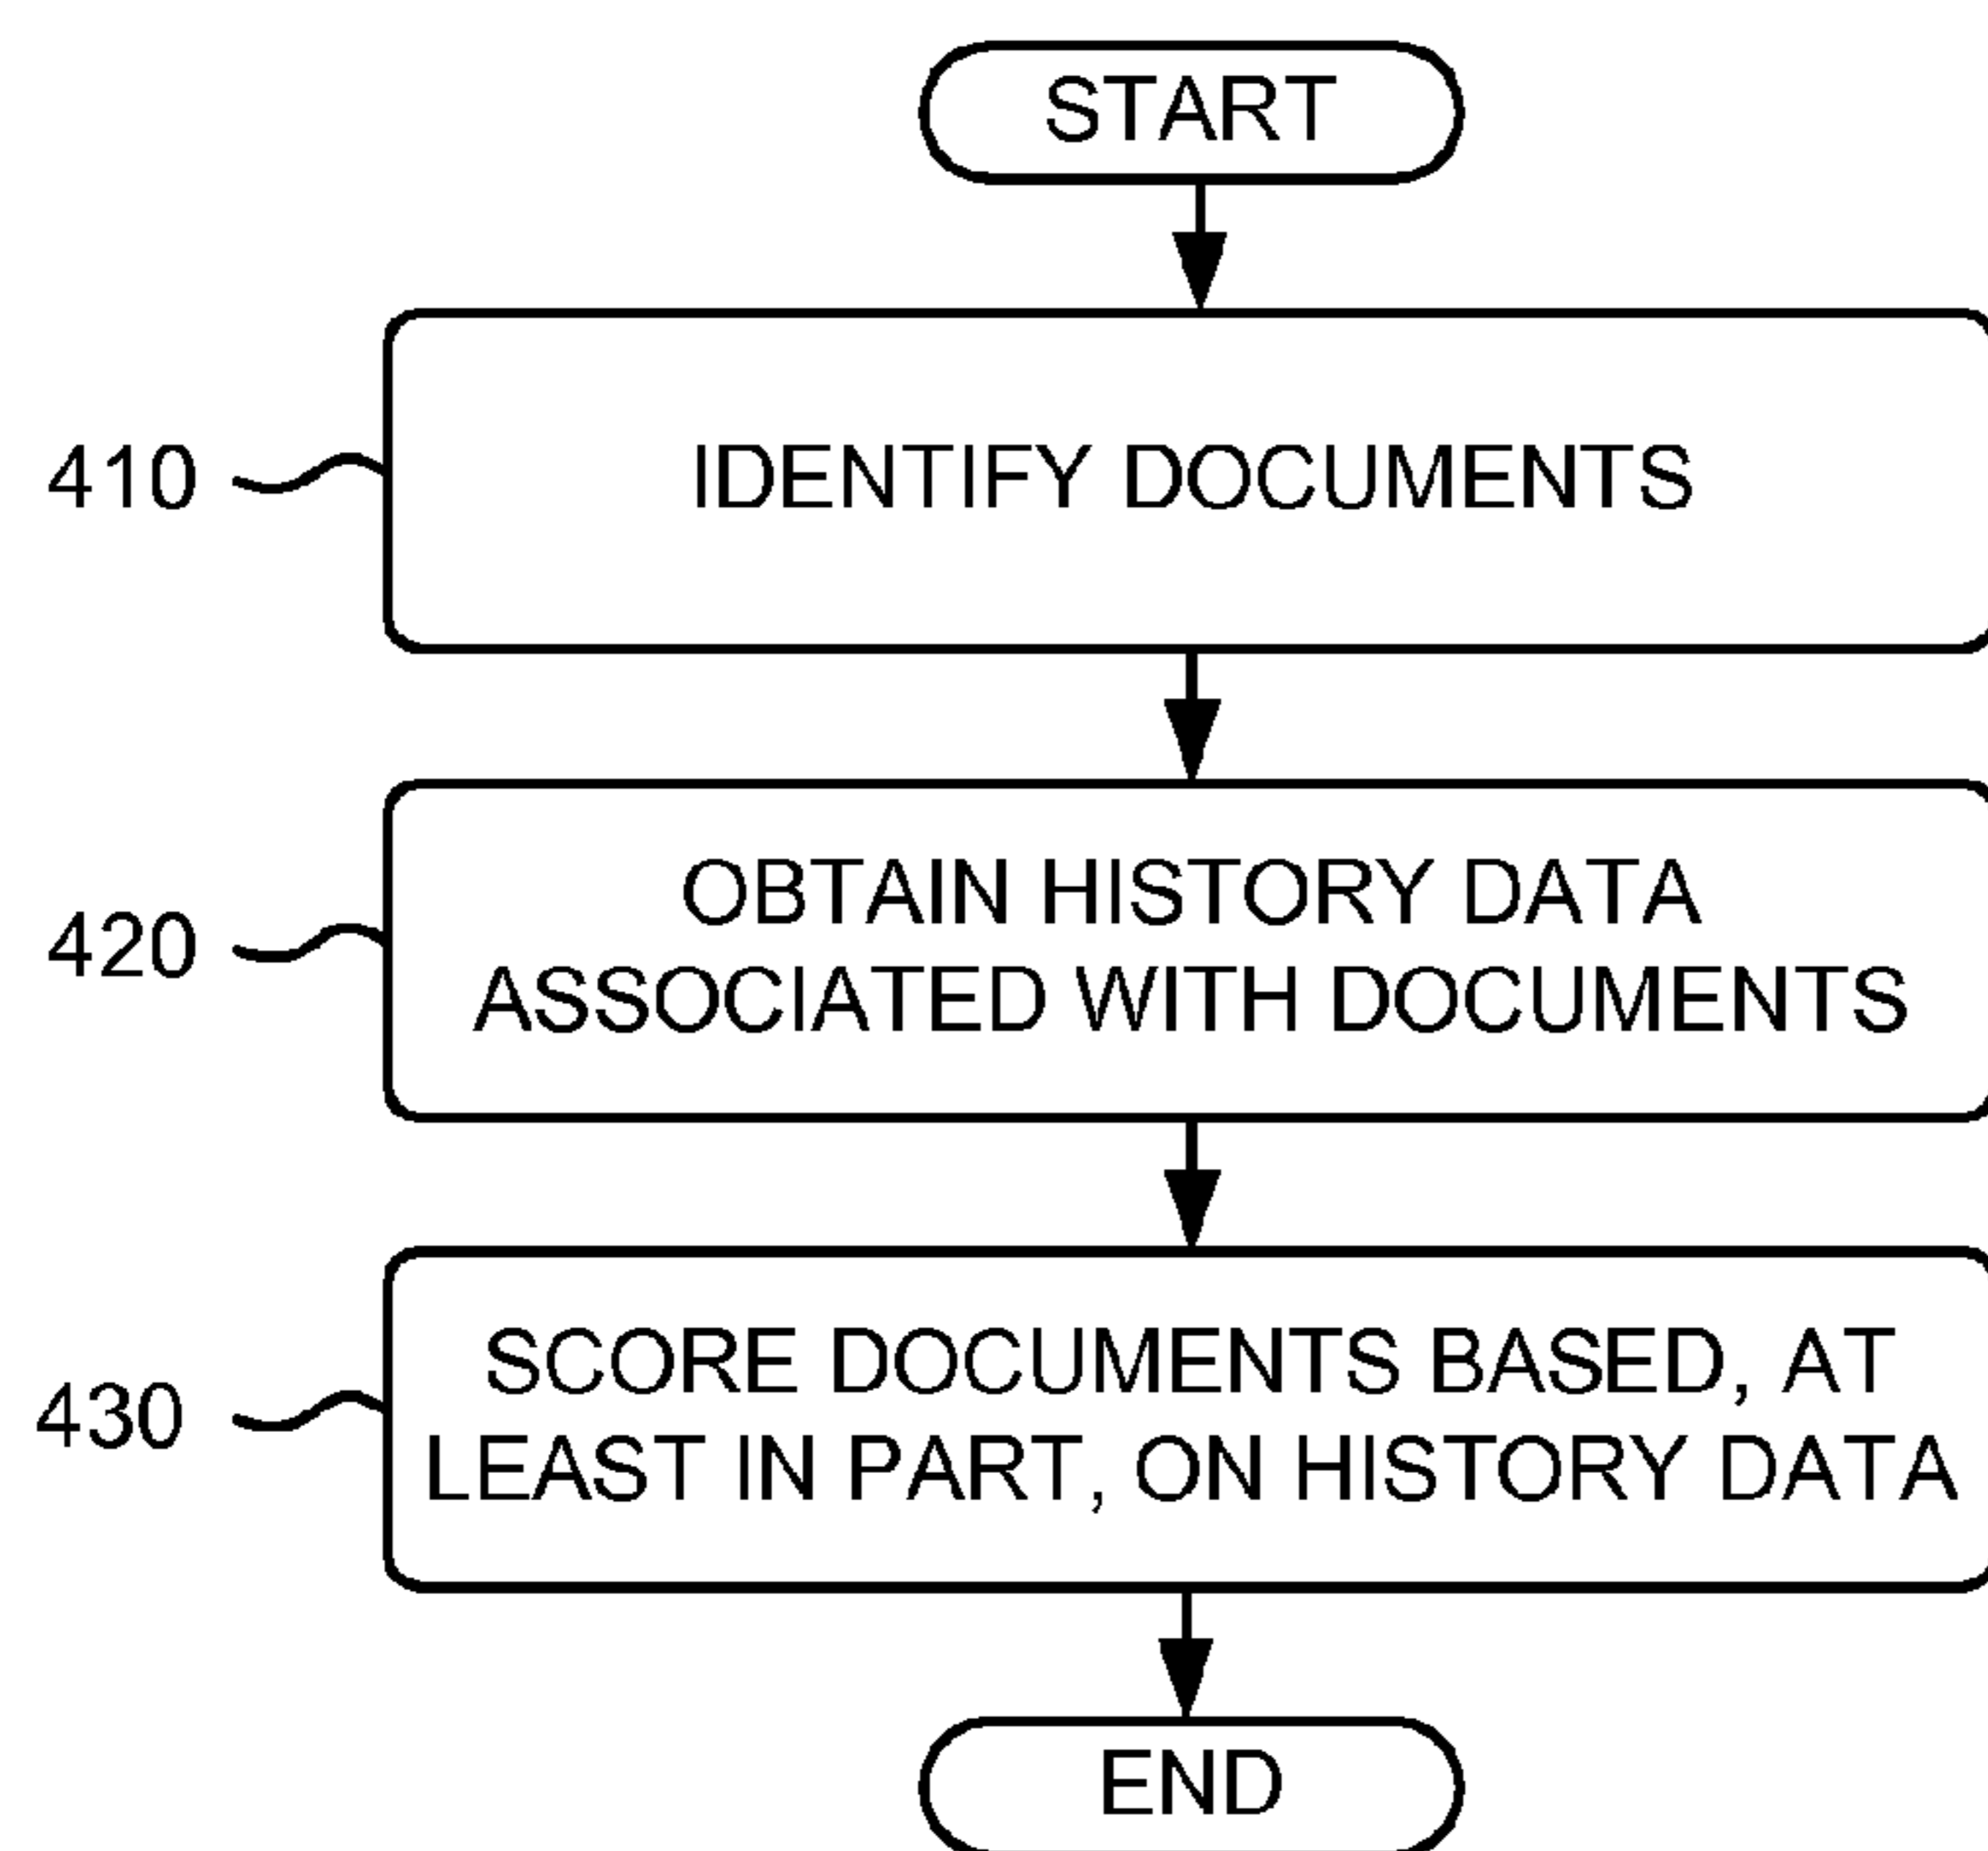 START
410
IDENTIFY DOCUMENTS
420
OBTAIN HISTORY DATA
ASSOCIATED WITH DOCUMENTS
430
SCORE DOCUMENTS BASED, AT
LEAST IN PART, ON HISTORY DATA
END